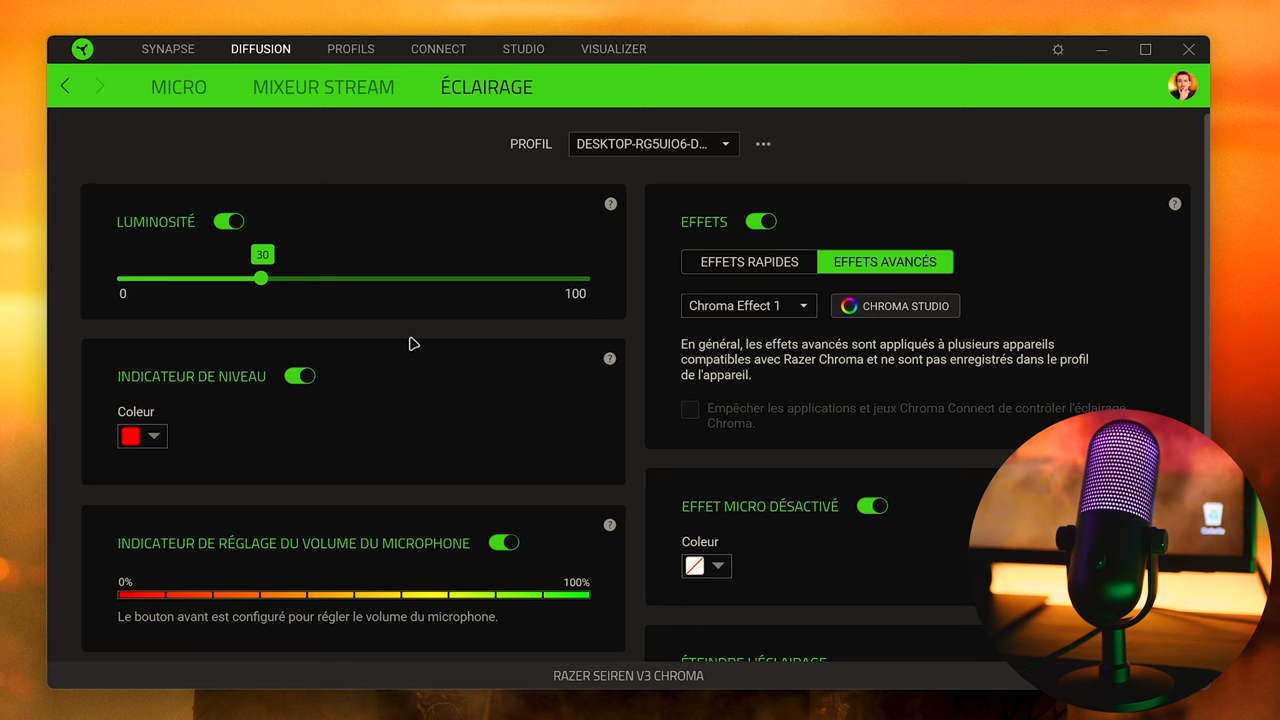 SYNAPSE
DIFFUSION
PROFILS
CONNECT
STUDIO
VISUALIZER
MICRO
MIXEUR STREAM
ÉCLAIRAGE
PROFIL
DESKTOP-RG5UIO6-D...
LUMINOSITÉ
30
0
100
INDICATEUR DE NIVEAU
Coleur
INDICATEUR DE RÉGLAGE DU VOLUME DU MICROPHONE
0%
100%
Le bouton avant est configuré pour régler le volume du microphone.
EFFETS
EFFETS RAPIDES
EFFETS AVANCÉS
Chroma Effect 1
CHROMA STUDIO
En général, les effets avancés sont appliqués à plusieurs appareils
compatibles avec Razer Chroma et ne sont pas enregistrés dans le profil
de l'appareil.
Empêcher les applications et jeux Chroma Connect de contrôler l'éclairage
Chroma.
EFFET MICRO DÉSACTIVÉ
Coleur
ÉTEINDRE L'ÉCLAIRAGE
RAZER SEIREN V3 CHROMA